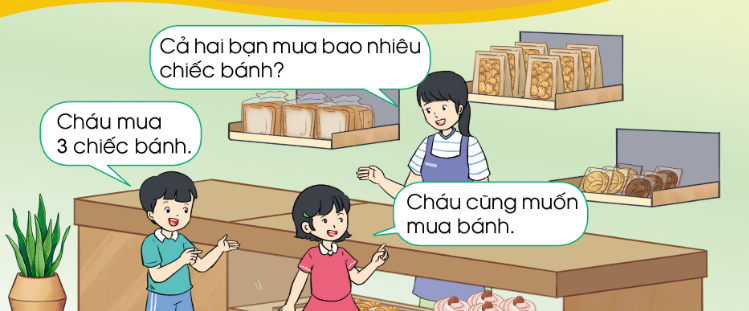 Cả hai bạn mua bao nhiêu
chiếc bánh?
Cháu mua
3 chiếc bánh.
Cháu cũng muốn
mua bánh.